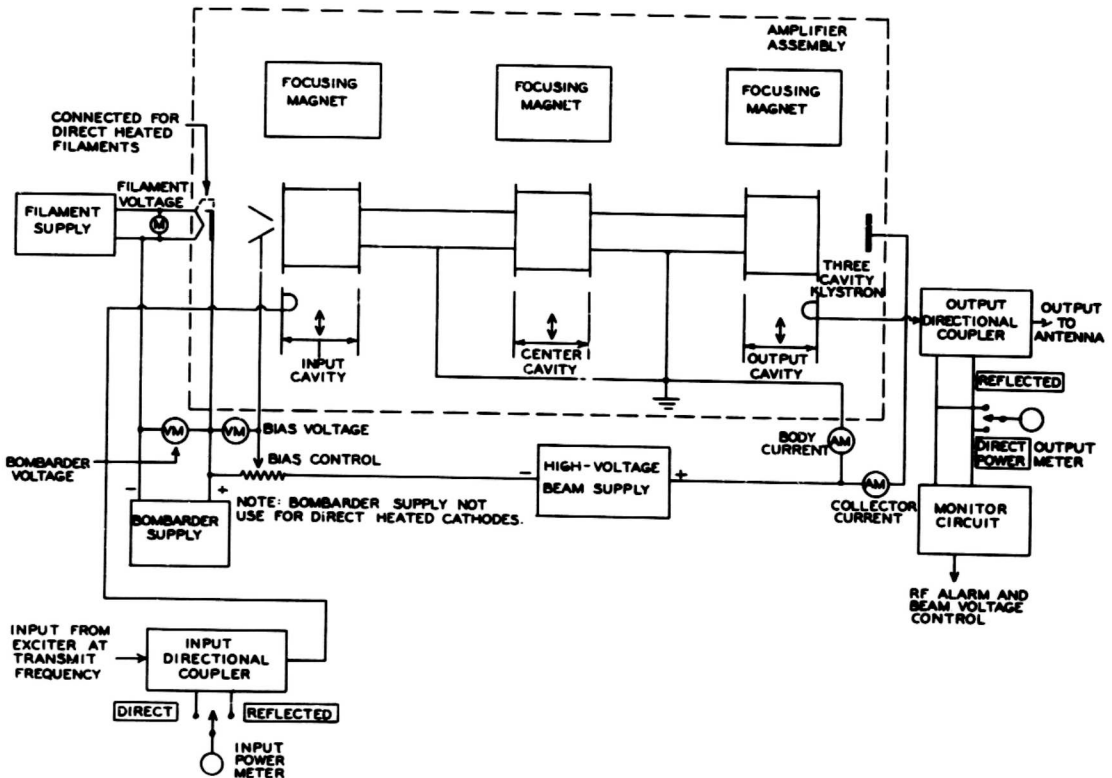 AMPLIFIER
ASSEMBLY
FOCUSING
MAGNET
FOCUSING
MAGNET
FOCUSING
MAGNET
CONNECTED FOR
DIRECT HEATED
FILAMENTS
FILAMENT
VOLTAGE
FILAMENT
SUPPLY
M
THREE
CAVITY
KLYSTRON
INPUT
CAVITY
CENTER
CAVITY
OUTPUT
CAVITY
OUTPUT
DIRECTIONAL
COUPLER
OUTPUT
TO
ANTENNA
REFLECTED
DIRECT
POWER
OUTPUT
METER
VM
VM
BIAS VOLTAGE
BOMBARDER
VOLTAGE
BIAS CONTROL
- +
BOMBARDER
SUPPLY
NOTE: BOMBARDER SUPPLY NOT
USE FOR DIRECT HEATED CATHODES.
- +
HIGH-VOLTAGE
BEAM SUPPLY
BODY
CURRENT
AM
AM
COLLECTOR
CURRENT
MONITOR
CIRCUIT
RF ALARM AND
BEAM VOLTAGE
CONTROL
INPUT FROM
EXCITER AT
TRANSMIT
FREQUENCY
INPUT
DIRECTIONAL
COUPLER
DIRECT
REFLECTED
INPUT
POWER
METER